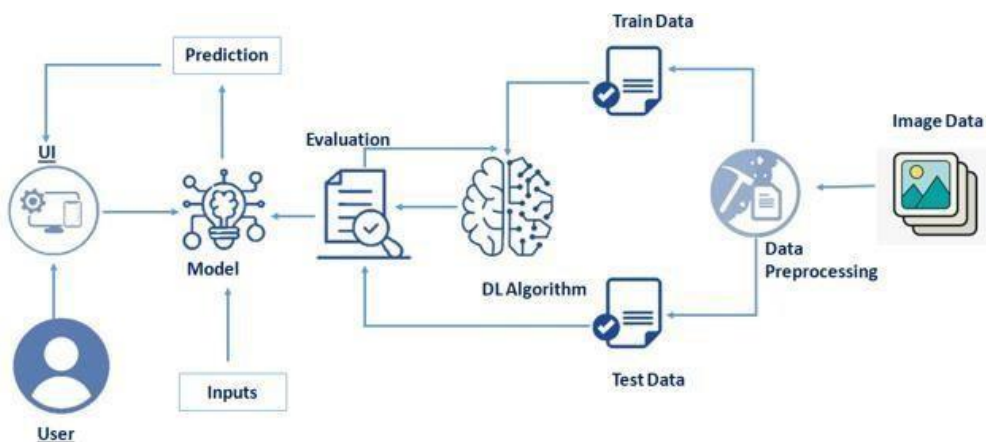 Train Data
Prediction
Image Data
Evaluation
UI
Model
Data
Preprocessing
DL Algorithm
Inputs
Test Data
User